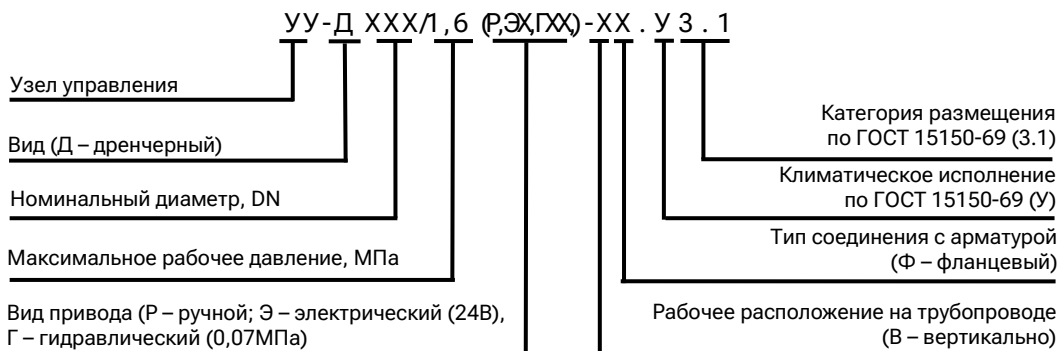 УУ-Д ХХХ/1,6 (Р,ЭХ,ГХХ,)-ХХ.У3.1
Узел управления
Вид (Д – дренчерный)
Номинальный диаметр, DN
Максимальное рабочее давление, МПа
Вид привода (Р – ручной; Э – электрический (24В),
Г – гидравлический (0,07МПа)
Категория размещения
по ГОСТ 15150-69 (3.1)
Климатическое исполнение
по ГОСТ 15150-69 (У)
Тип соединения с арматурой
(Ф – фланцевый)
Рабочее расположение на трубопроводе
(В – вертикально)